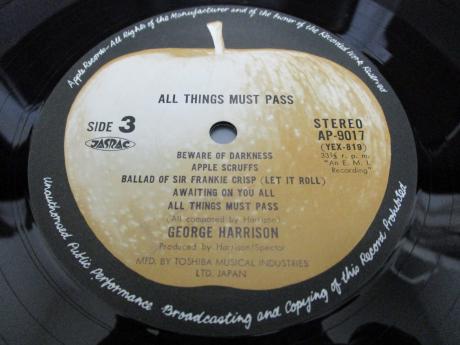 Apple Records—All Rights of the Manufacturer and of the Owner of the Recorded Work Reserved
ALL THINGS MUST PASS
SIDE 3
JASRAC
STEREO
AP-9017
(YEX-819)
33⅓ r. p. m.
"An E. M. I.
Recording"
BEWARE OF DARKNESS
APPLE SCRUFFS
BALLAD OF SIR FRANKIE CRISP (LET IT ROLL)
AWAITING ON YOU ALL
ALL THINGS MUST PASS
(All composed by Harrison)
GEORGE HARRISON
Produced by Harrison/Spector
MFD. BY TOSHIBA MUSICAL INDUSTRIES
LTD. JAPAN
Unauthorised Public Performance Broadcasting and Copying of this Record Prohibited